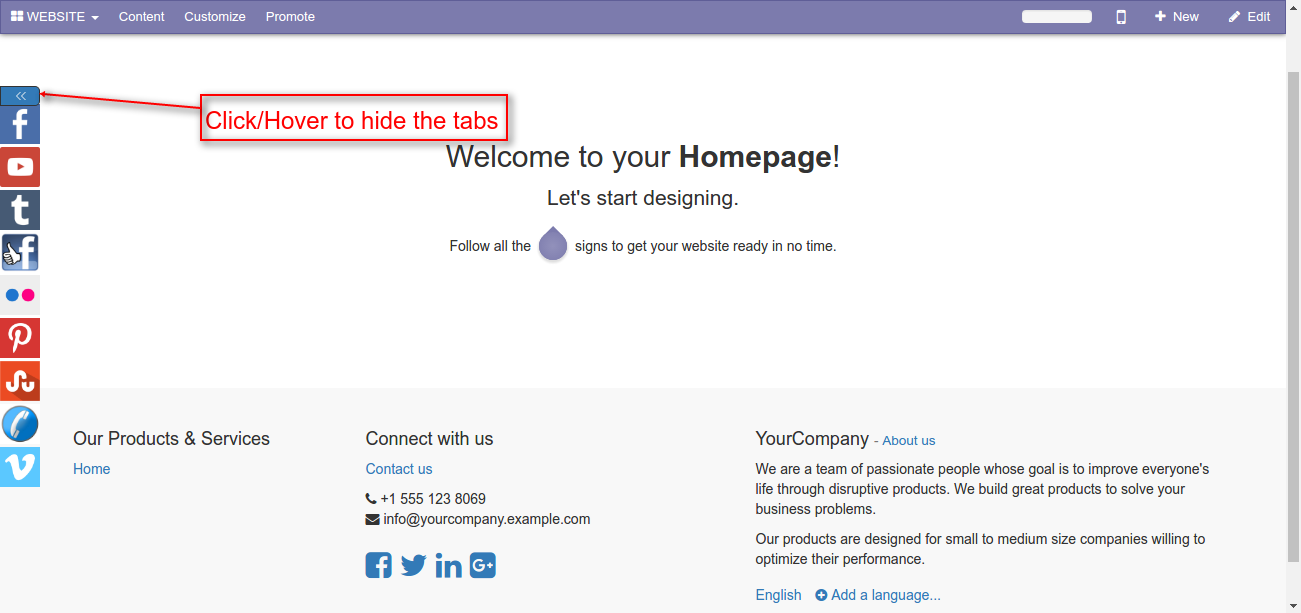 WEBSITE Content Customize Promote New Edit
«
Click/Hover to hide the tabs
Welcome to your Homepage!
Let's start designing.
Follow all the signs to get your website ready in no time.
Our Products & Services
Home
Connect with us
Contact us
+1 555 123 8069
info@yourcompany.example.com
YourCompany - About us
We are a team of passionate people whose goal is to improve everyone's
life through disruptive products. We build great products to solve your
business problems.
Our products are designed for small to medium size companies willing to
optimize their performance.
English Add a language...